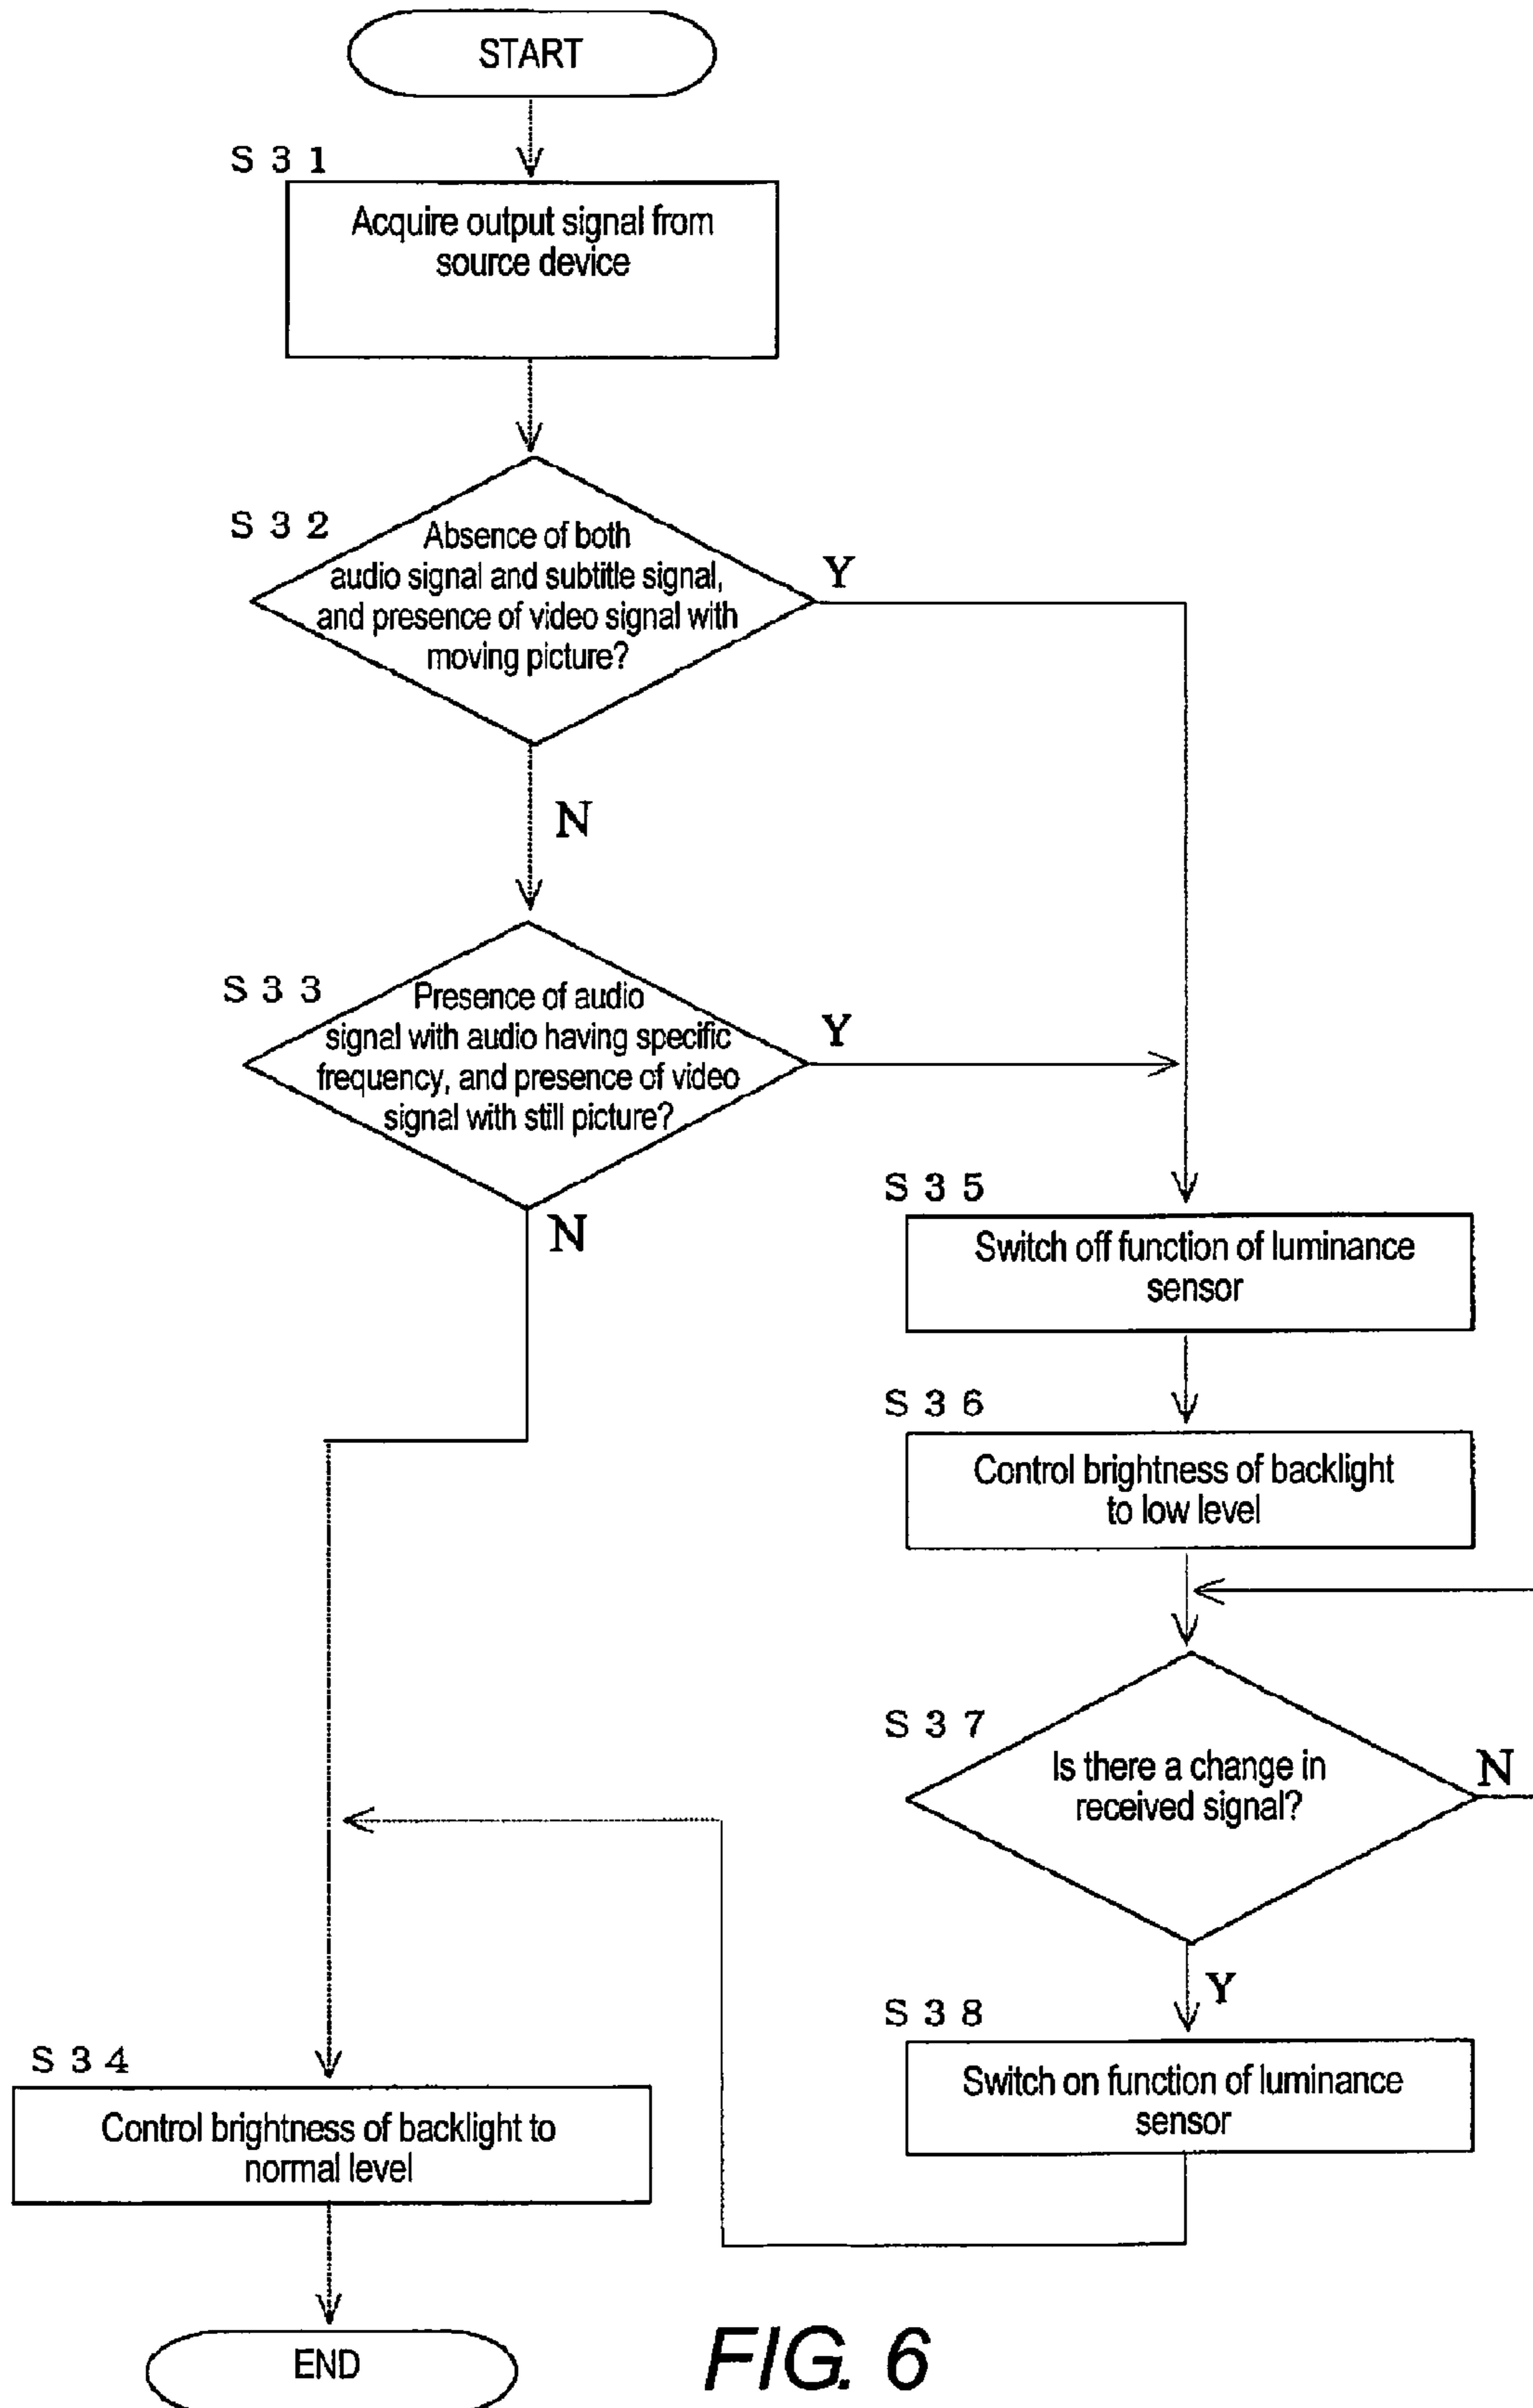 START
S31
Acquire output signal from
source device
S32
Absence of both
audio signal and subtitle signal,
and presence of video signal with
moving picture?
Y
N
S33
Presence of audio
signal with audio having specific
frequency, and presence of video
signal with still picture?
Y
N
S35
Switch off function of luminance
sensor
S36
Control brightness of backlight
to low level
S37
Is there a change in
received signal?
N
Y
S38
Switch on function of luminance
sensor
S34
Control brightness of backlight to
normal level
END
FIG. 6